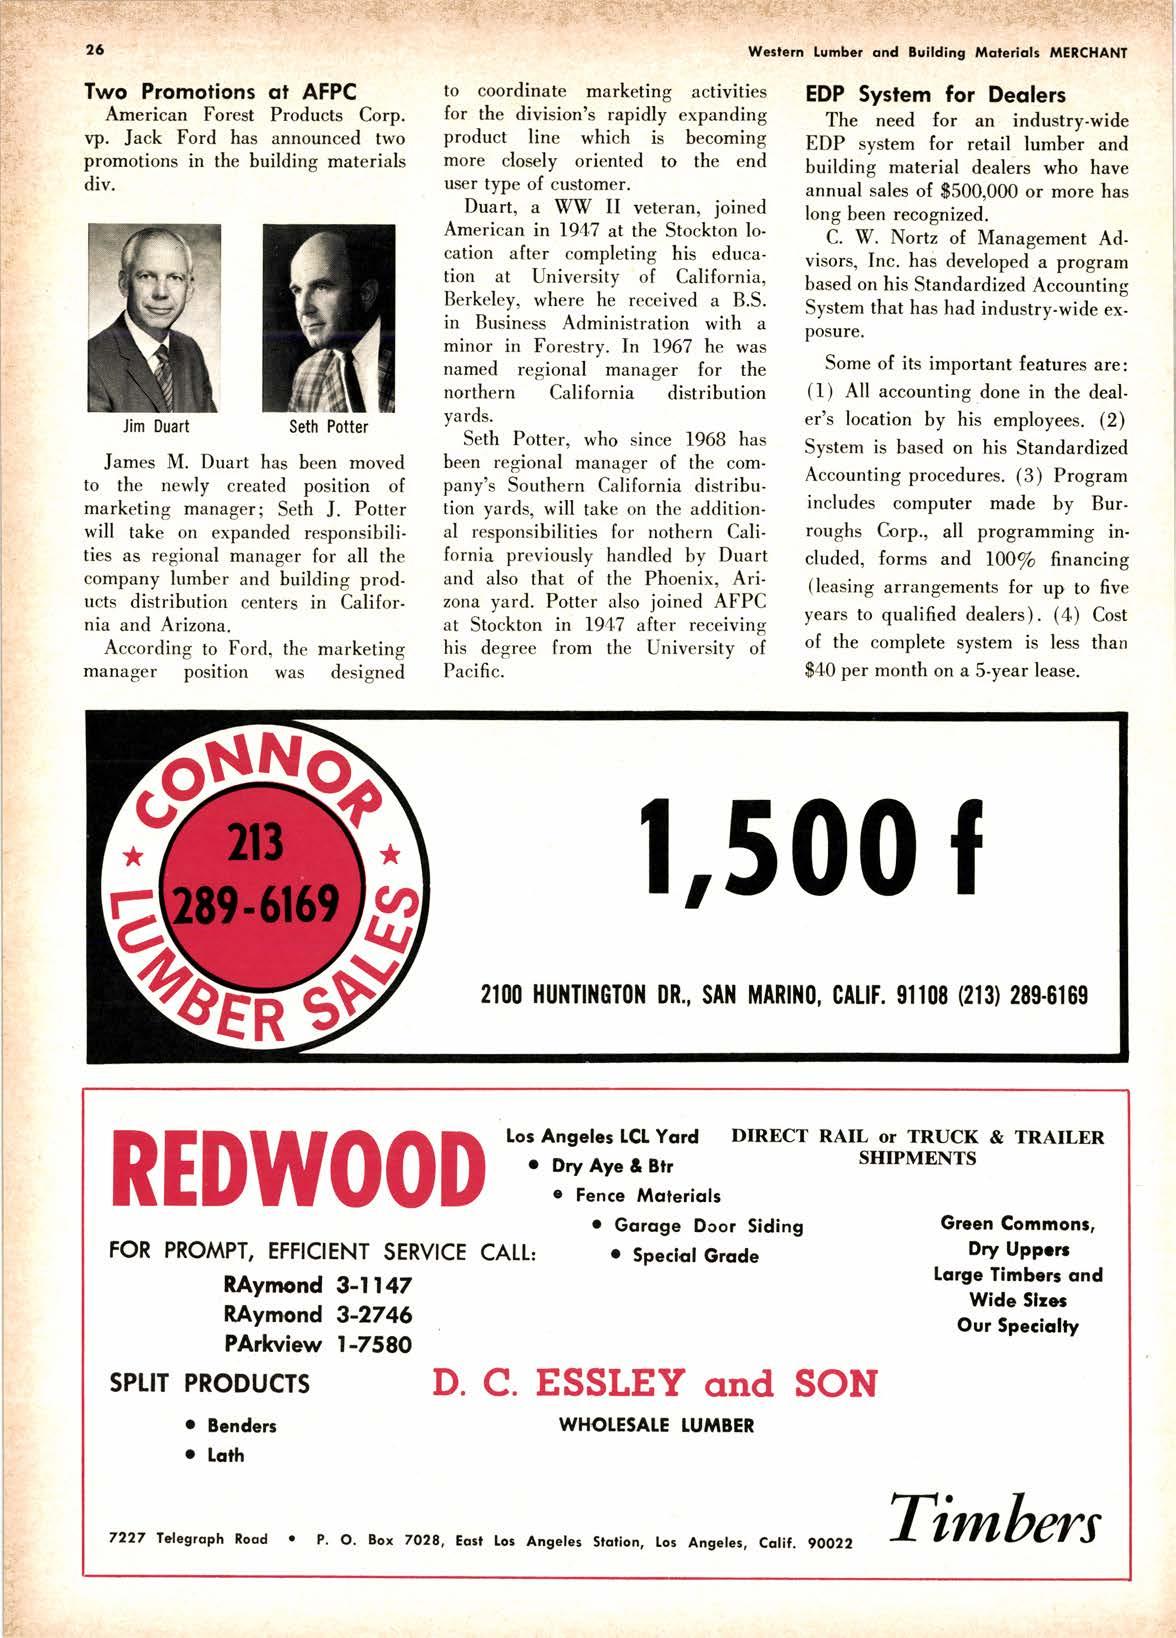 26
Western Lumber and Building Materials MERCHANT
Two Promotions at AFPC
American Forest Products Corp.
vp. Jack Ford has announced two
promotions in the building materials
div.
Jim Duart
Seth Potter
James M. Duart has been moved
to the newly created position of
marketing manager; Seth J. Potter
will take on expanded responsibili-
ties as regional manager for all the
company lumber and building prod-
ucts distribution centers in Califor-
nia and Arizona.
According to Ford, the marketing
manager position was designed
to coordinate marketing activities
for the division's rapidly expanding
product line which is becoming
more closely oriented to the end
user type of customer.
Duart, a WW II veteran, joined
American in 1947 at the Stockton lo-
cation after completing his educa-
tion at University of California,
Berkeley, where he received a B.S.
in Business Administration with a
minor in Forestry. In 1967 he was
named regional manager for the
northern California distribution
yards.
Seth Potter, who since 1968 has
been regional manager of the com-
pany's Southern California distribu-
tion yards, will take on the addition-
al responsibilities for nothern Cali-
fornia previously handled by Duart
and also that of the Phoenix, Ari-
zona yard. Potter also joined AFPC
at Stockton in 1947 after receiving
his degree from the University of
Pacific.
EDP System for Dealers
The need for an industry-wide
EDP system for retail lumber and
building material dealers who have
annual sales of $500,000 or more has
long been recognized.
C. W. Nortz of Management Ad-
visors, Inc. has developed a program
based on his Standardized Accounting
System that has had industry-wide ex-
posure.
Some of its important features are:
(1) All accounting done in the deal-
er's location by his employees. (2)
System is based on his Standardized
Accounting procedures. (3) Program
includes computer made by Bur-
roughs Corp., all programming in-
cluded, forms and 100% financing
(leasing arrangements for up to five
years to qualified dealers). (4) Cost
of the complete system is less than
$40 per month on a 5-year lease.
CONNOR
213
289-6169
LUMBER SALES
1,500 f
2100 HUNTINGTON DR., SAN MARINO, CALIF. 91108 (213) 289-6169
REDWOOD
Los Angeles LCL Yard
• Dry Aye & Btr
• Fence Materials
• Garage Door Siding
• Special Grade
DIRECT RAIL or TRUCK & TRAILER
SHIPMENTS
Green Commons,
Dry Uppers
Large Timbers and
Wide Sizes
Our Specialty
FOR PROMPT, EFFICIENT SERVICE CALL:
RAymond 3-1147
RAymond 3-2746
PArkview 1-7580
SPLIT PRODUCTS
• Benders
• Lath
D. C. ESSLEY and SON
WHOLESALE LUMBER
Timbers
7227 Telegraph Road • P. O. Box 7028, East Los Angeles Station, Los Angeles, Calif. 90022